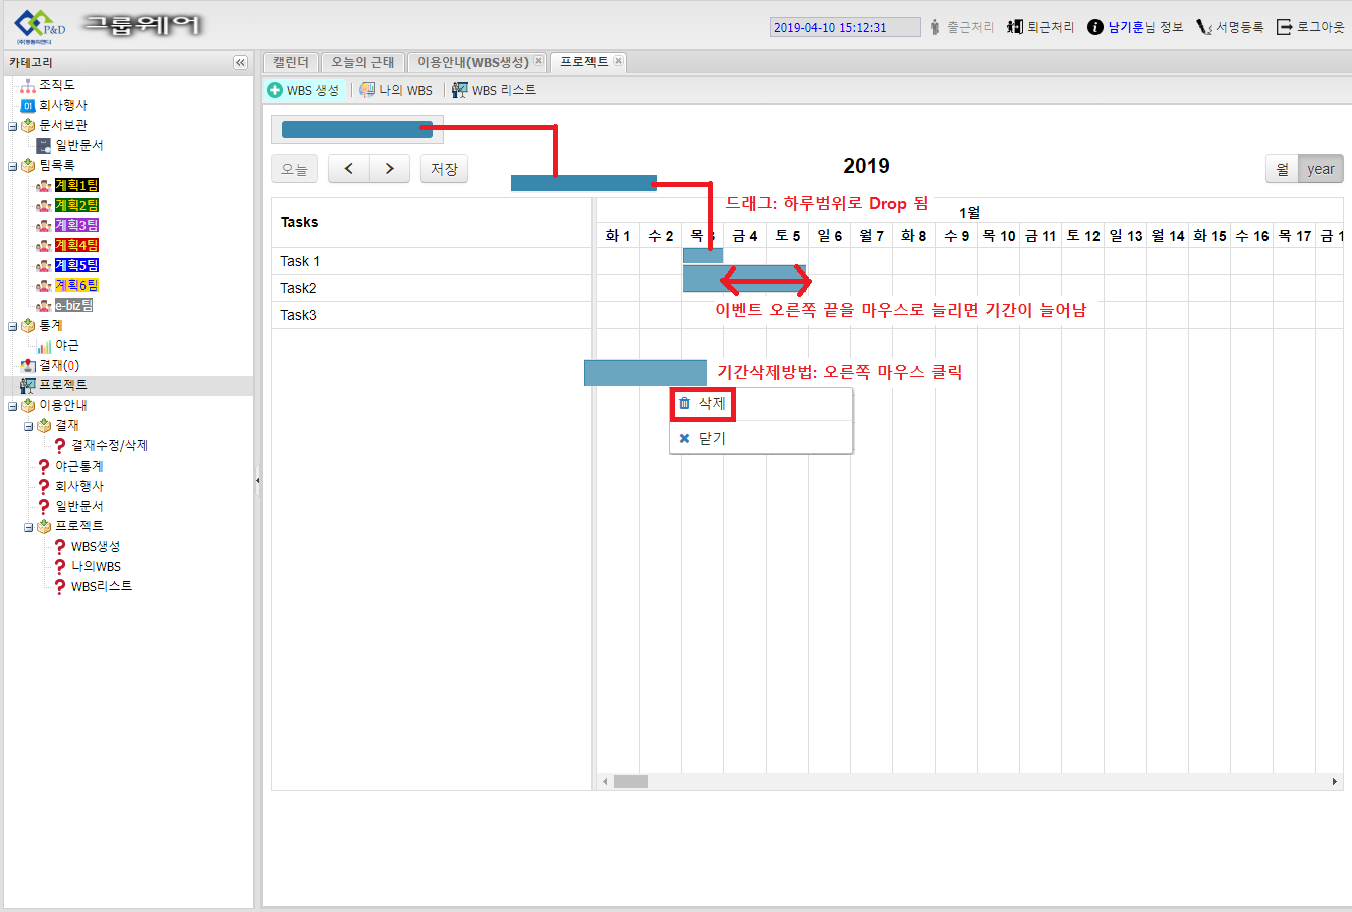 P&D
(주)평화피앤디
그룹웨어
2019-04-10 15:12:31
출근처리
퇴근처리
남기훈님 정보
서명등록
로그아웃
카테고리
조직도
회사행사
문서보관
일반문서
팀목록
계획1팀
계획2팀
계획3팀
계획4팀
계획5팀
계획6팀
e-biz팀
통계
야근
결재(0)
프로젝트
이용안내
결재
결재수정/삭제
야근통계
회사행사
일반문서
프로젝트
WBS생성
나의WBS
WBS리스트
캘린더
오늘의 근태
이용안내(WBS생성)
프로젝트
WBS 생성
나의 WBS
WBS 리스트
오늘
저장
2019
월
year
드래그: 하루범위로 Drop 됨
Tasks
1월
화 1 수 2 목 3 금 4 토 5 일 6 월 7 화 8 수 9 목 10 금 11 토 12 일 13 월 14 화 15 수 16 목 17 금 1
Task 1
Task2
Task3
이벤트 오른쪽 끝을 마우스로 늘리면 기간이 늘어남
기간삭제방법: 오른쪽 마우스 클릭
삭제
닫기